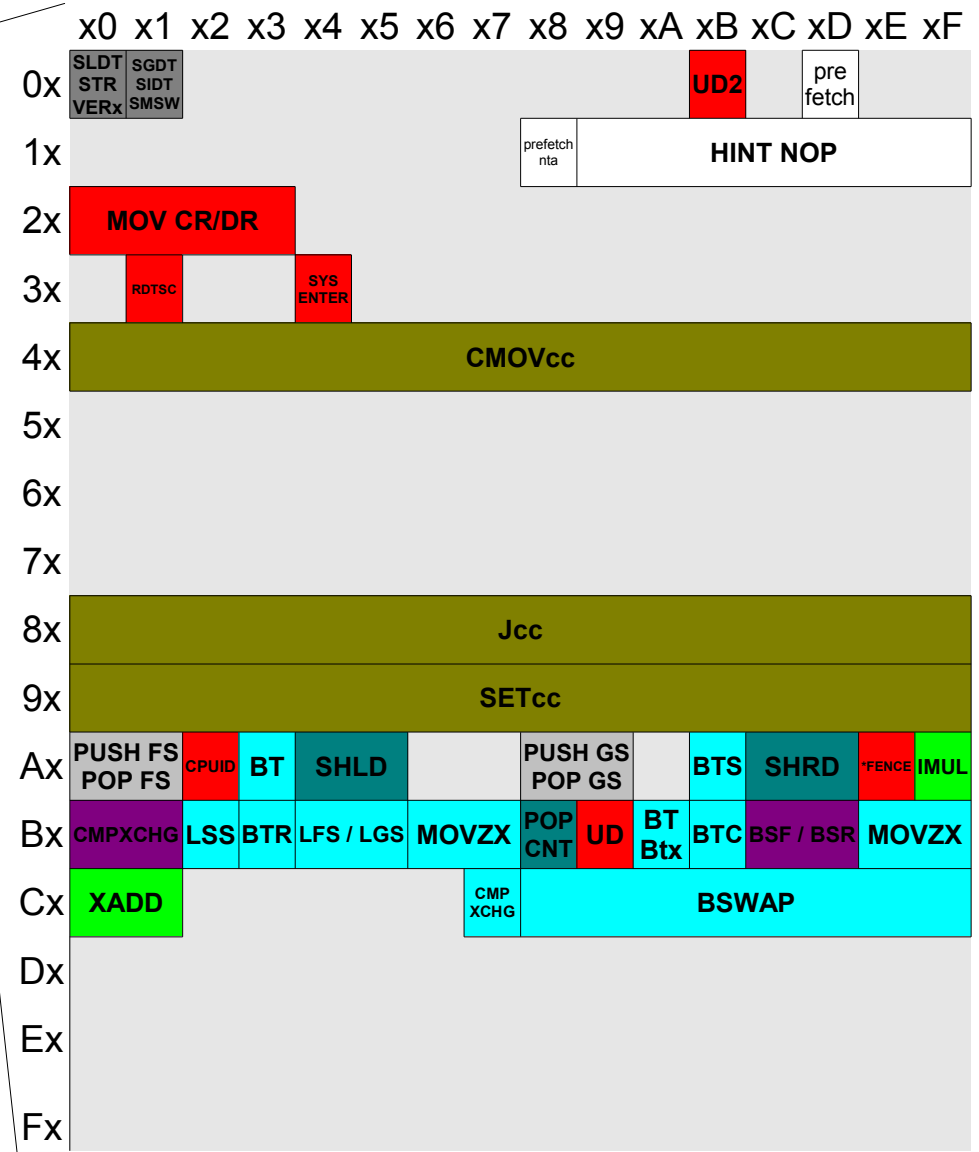 x0 x1 x2 x3 x4 x5 x6 x7 x8 x9 xA xB xC xD xE xF
0x
SLDT
STR
VERx
SGDT
SIDT
SMSW
UD2
pre
fetch
1x
prefetch
nta
HINT NOP
2x
MOV CR/DR
3x
RDTSC
SYS
ENTER
4x
CMOVcc
5x
6x
7x
8x
Jcc
9x
SETcc
Ax
PUSH FS
POP FS
CPUID
BT
SHLD
PUSH GS
POP GS
BTS
SHRD
*FENCE
IMUL
Bx
CMPXCHG
LSS
BTR
LFS / LGS
MOVZX
POP
CNT
UD
BT
Btx
BTC
BSF / BSR
MOVZX
Cx
XADD
CMP
XCHG
BSWAP
Dx
Ex
Fx